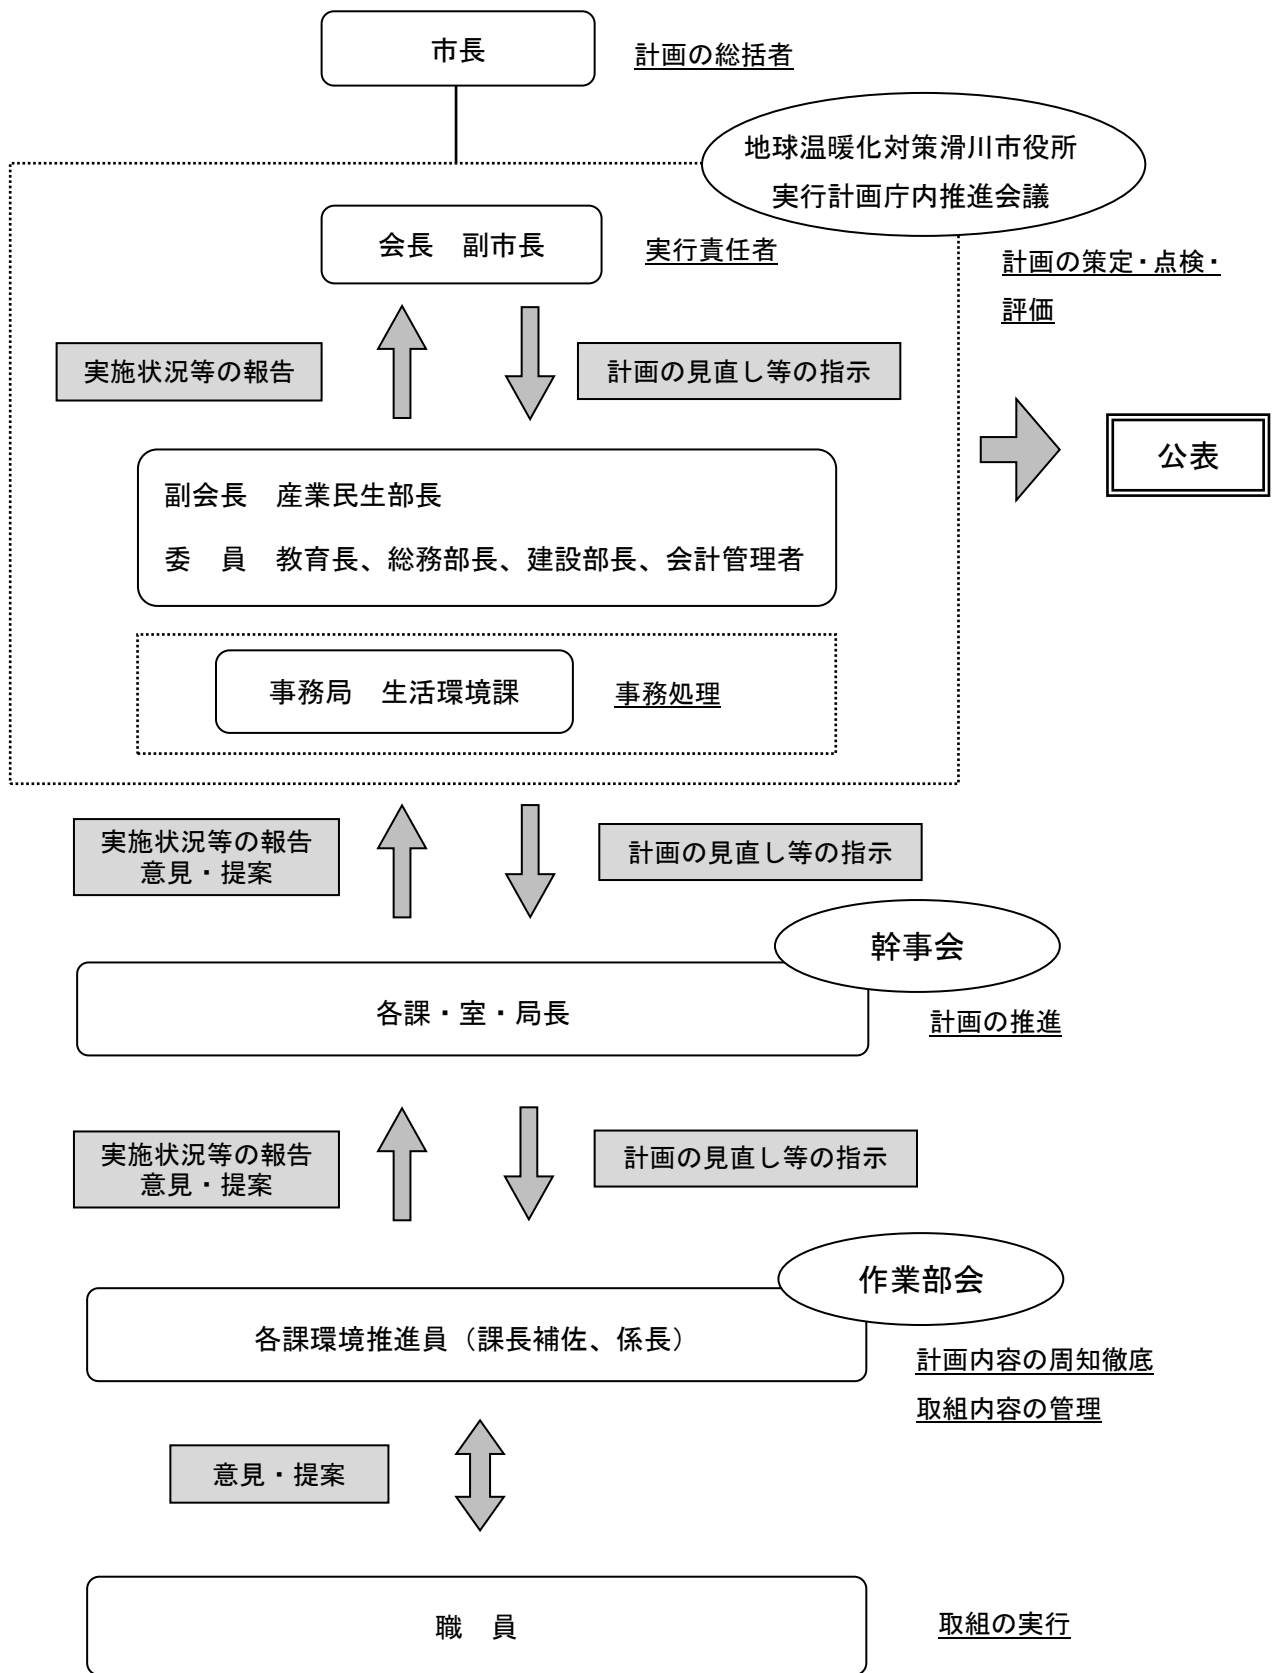 市長
計画の総括者
地球温暖化対策滑川市役所
実行計画庁内推進会議
会長　副市長
実行責任者
計画の策定・点検・
評価
実施状況等の報告
計画の見直し等の指示
公表
副会長　産業民生部長
委　員　教育長、総務部長、建設部長、会計管理者
事務局　生活環境課
事務処理
実施状況等の報告
意見・提案
計画の見直し等の指示
幹事会
各課・室・局長
計画の推進
実施状況等の報告
意見・提案
計画の見直し等の指示
作業部会
各課環境推進員（課長補佐、係長）
計画内容の周知徹底
取組内容の管理
意見・提案
職　員
取組の実行